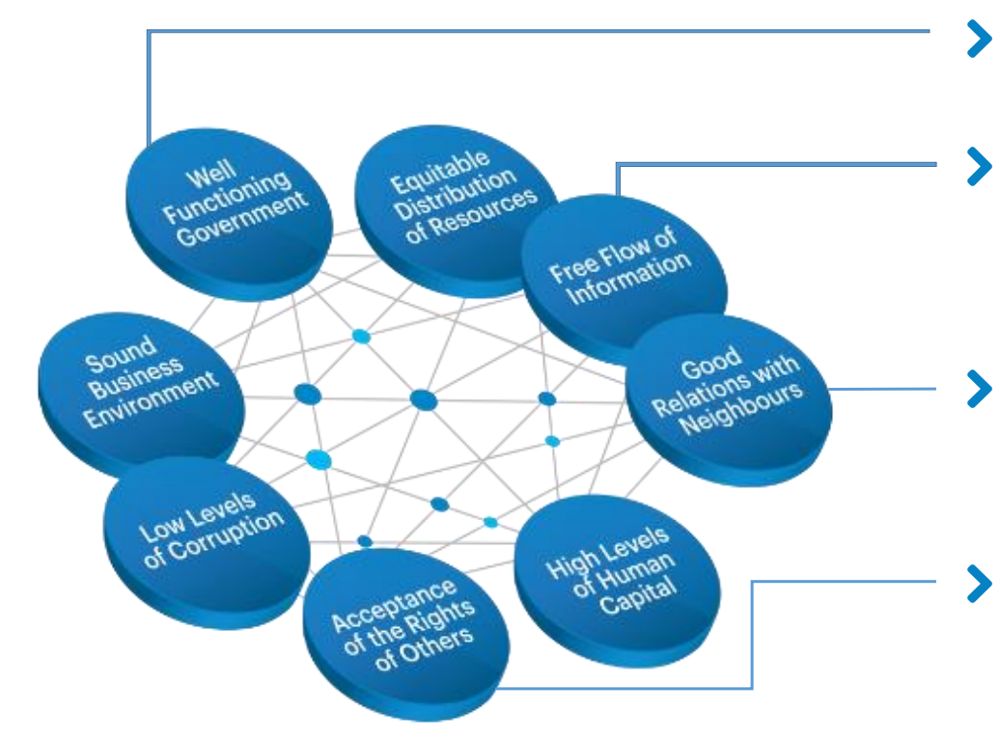 Well
Functioning
Government
Equitable
Distribution
of Resources
Free Flow of
Information
Good
Relations with
Neighbours
High Levels
of Human
Capital
Acceptance
of the Rights
of Others
Low Levels
of Corruption
Sound
Business
Environment